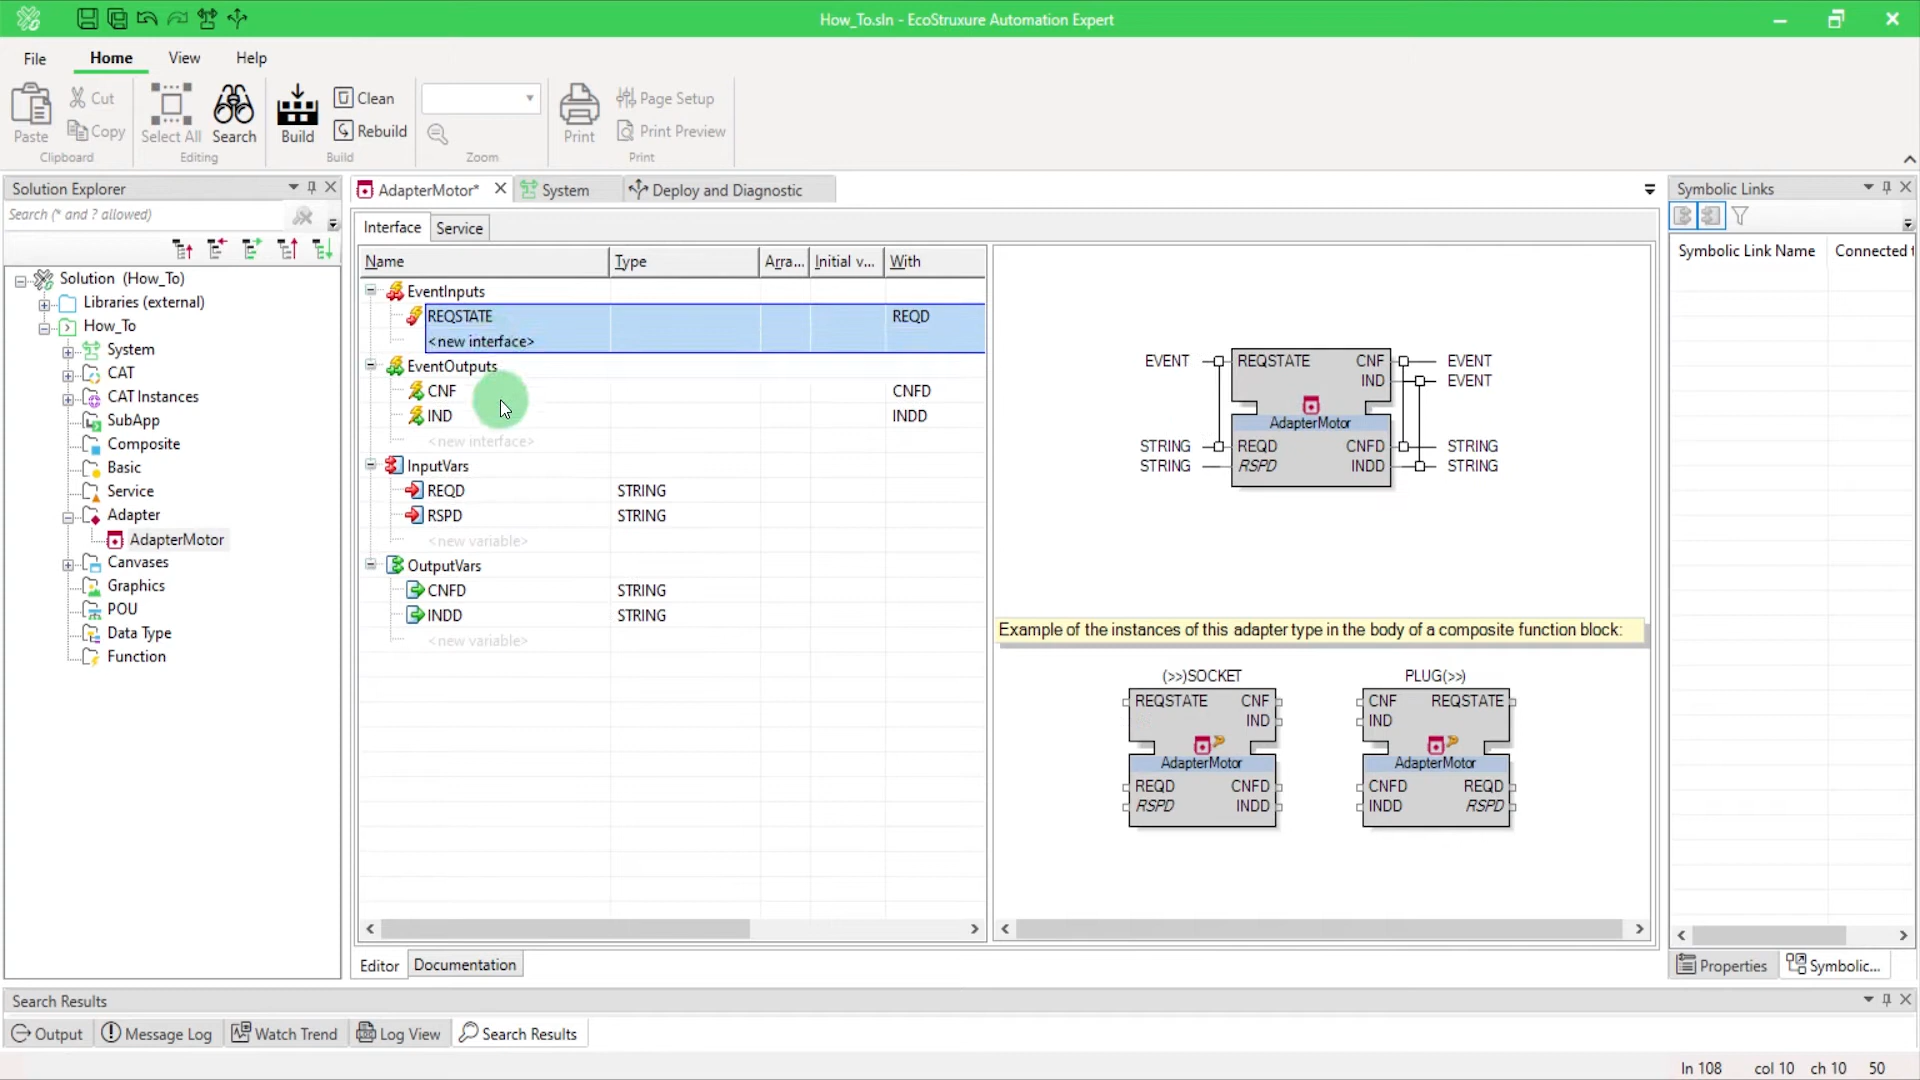 How_To.sln - EcoStruxure Automation Expert
File Home View Help
Paste Cut Copy Select All Search Build Clean Rebuild Print Page Setup Print Preview
Clipboard Editing Build Zoom Print
Solution Explorer
Search (* and ? allowed)
Solution (How_To)
Libraries (external)
How_To
System
CAT
CAT Instances
SubApp
Composite
Basic
Service
Adapter
AdapterMotor
Canvases
Graphics
POU
Data Type
Function
AdapterMotor* System Deploy and Diagnostic
Interface Service
Name Type Arra... Initial v... With
EventInputs
REQSTATE REQD
<new interface>
EventOutputs
CNF CNFD
IND INDD
<new interface>
InputVars
REQD STRING
RSPD STRING
<new variable>
OutputVars
CNFD STRING
INDD STRING
<new variable>
EVENT REQSTATE CNF EVENT
IND EVENT
AdapterMotor
STRING REQD CNFD STRING
STRING RSPD INDD STRING
Example of the instances of this adapter type in the body of a composite function block:
(>>)SOCKET
REQSTATE CNF
IND
AdapterMotor
REQD CNFD
RSPD INDD
PLUG(>>)
CNF REQSTATE
IND
AdapterMotor
CNFD REQD
INDD RSPD
Editor Documentation
Symbolic Links
Symbolic Link Name Connected t
Properties Symbolic...
Search Results
Output Message Log Watch Trend Log View Search Results
ln 108 col 10 ch 10 50